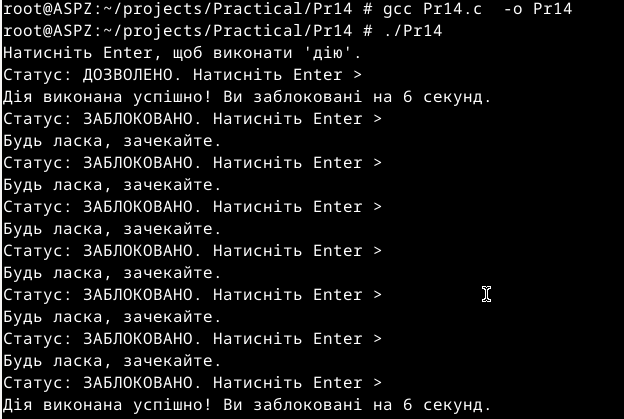 root@ASPZ:~/projects/Practical/Pr14 # gcc Pr14.c  -o Pr14
root@ASPZ:~/projects/Practical/Pr14 # ./Pr14
Натисніть Enter, щоб виконати 'дію'.
Статус: ДОЗВОЛЕНО. Натисніть Enter >
Дія виконана успішно! Ви заблоковані на 6 секунд.
Статус: ЗАБЛОКОВАНО. Натисніть Enter >
Будь ласка, зачекайте.
Статус: ЗАБЛОКОВАНО. Натисніть Enter >
Будь ласка, зачекайте.
Статус: ЗАБЛОКОВАНО. Натисніть Enter >
Будь ласка, зачекайте.
Статус: ЗАБЛОКОВАНО. Натисніть Enter >
Будь ласка, зачекайте.
Статус: ЗАБЛОКОВАНО. Натисніть Enter >
Будь ласка, зачекайте.
Статус: ЗАБЛОКОВАНО. Натисніть Enter >
Будь ласка, зачекайте.
Статус: ЗАБЛОКОВАНО. Натисніть Enter >
Дія виконана успішно! Ви заблоковані на 6 секунд.